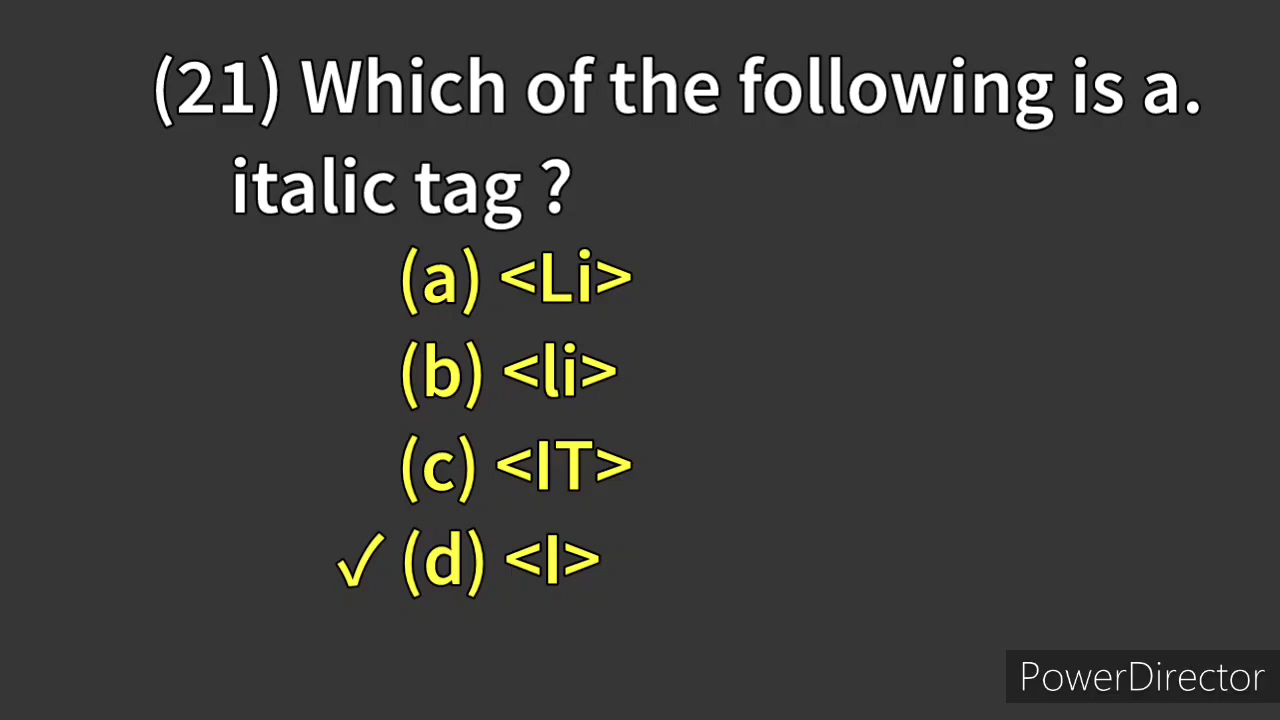 (21) Which of the following is a.
italic tag ?
(a) <Li>
(b) <li>
(c) <IT>
✓ (d) <I>
PowerDirector